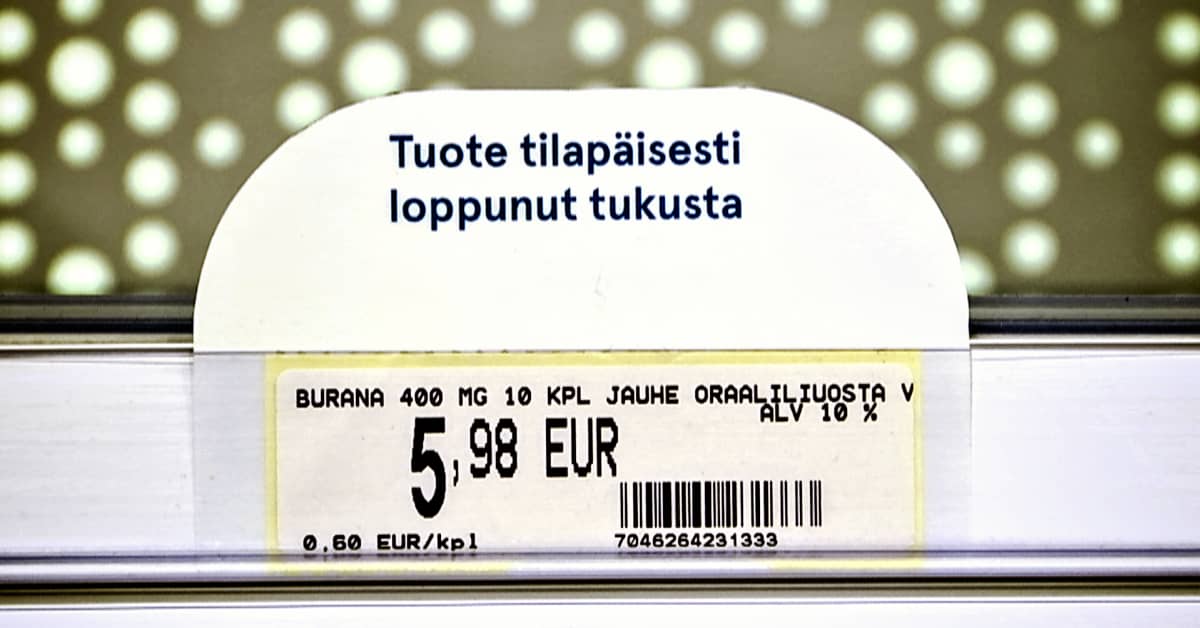 Tuote tilapäisesti
loppunut tukusta
BURANA 400 MG 10 KPL JAUHE ORAALILIUOSTA V
ALV 10 %
5,98 EUR
0,60 EUR/kpl
7046264231333